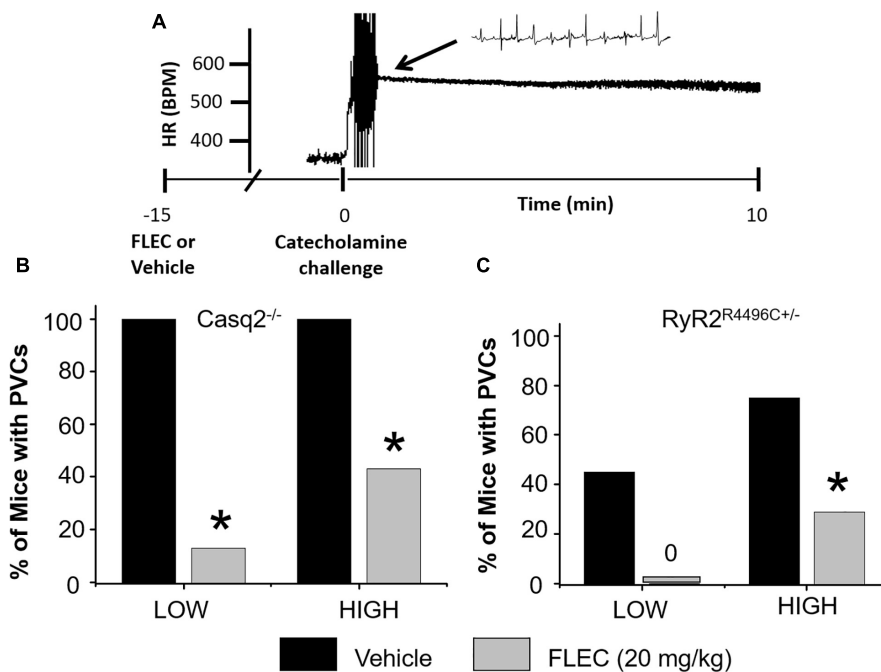 A
HR (BPM)
600
500
400
-15
0
Time (min)
10
FLEC or
Vehicle
Catecholamine
challenge
B
Casq2-/-
% of Mice with PVCs
100
80
60
40
20
0
*
*
LOW
HIGH
C
RyR2R4496C+/-
% of Mice with PVCs
100
80
60
40
20
0
0
*
LOW
HIGH
Vehicle
FLEC (20 mg/kg)